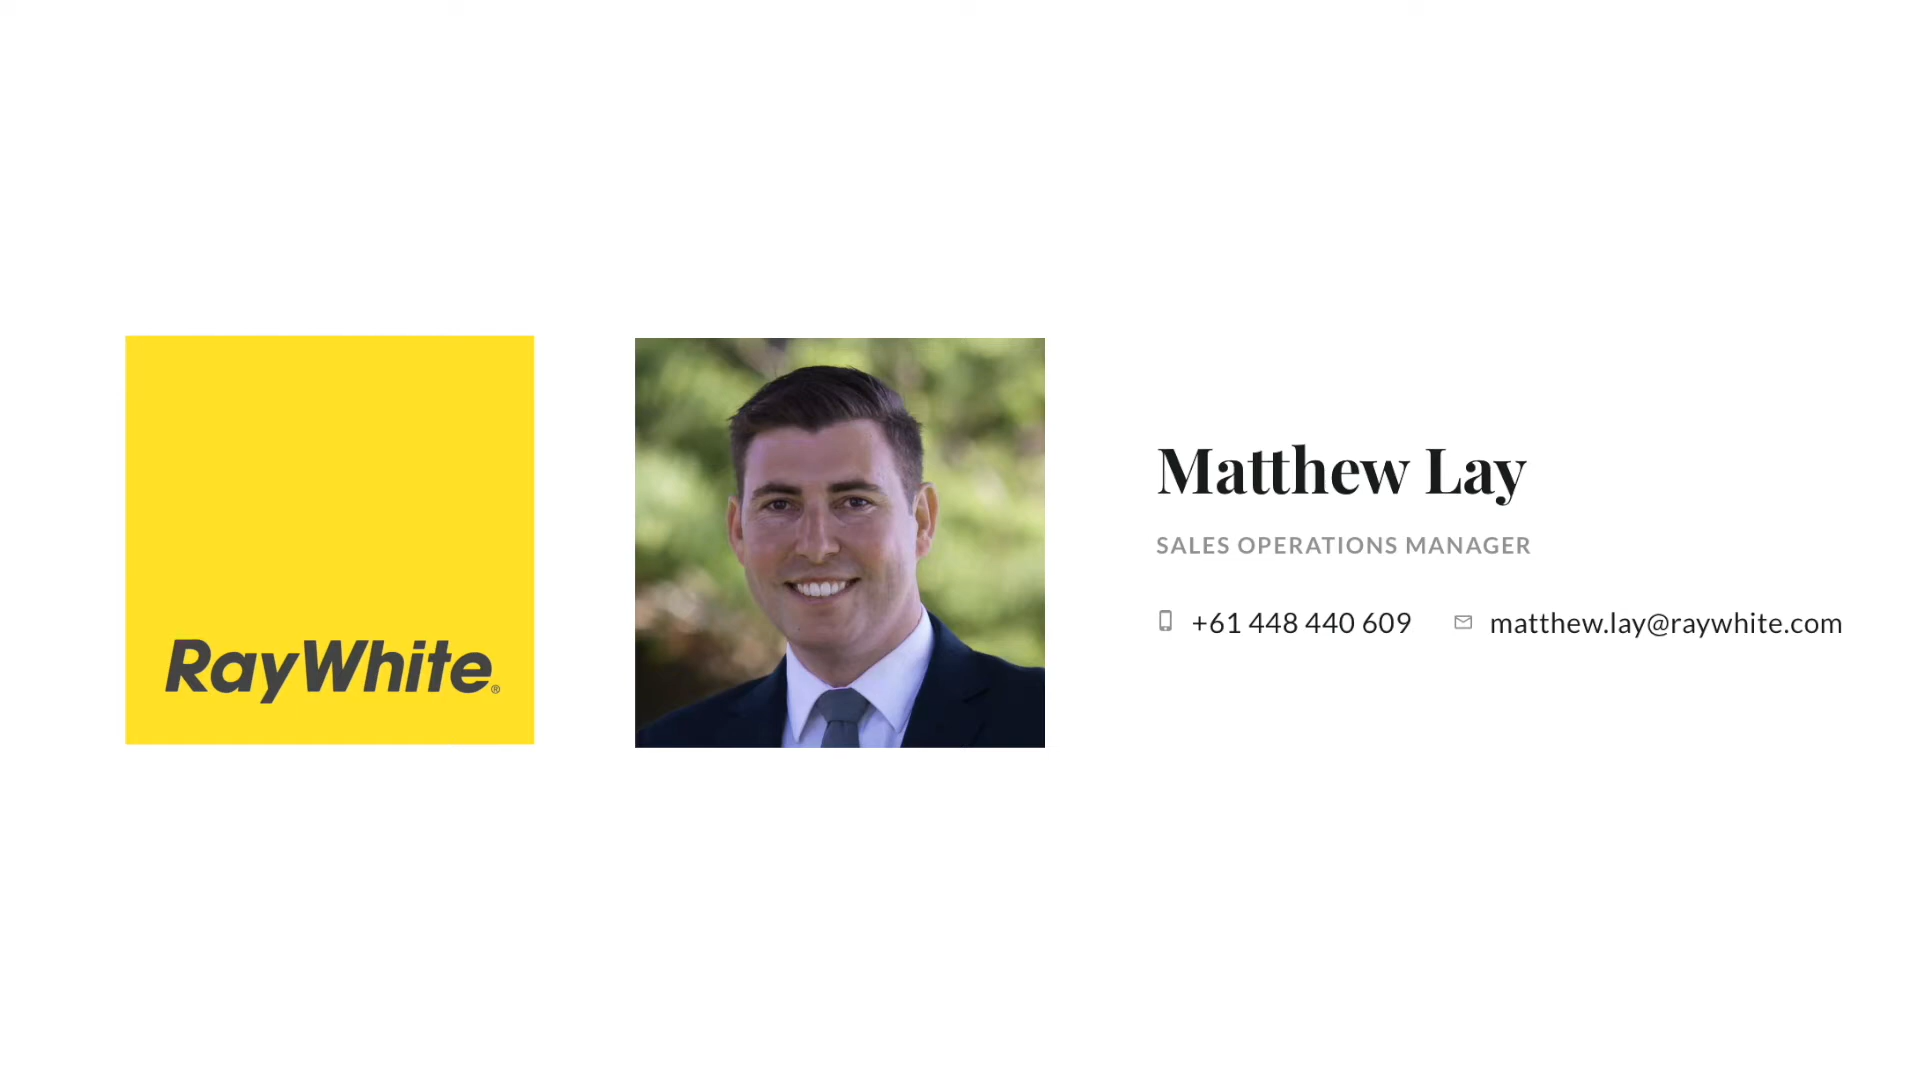 RayWhite®
Matthew Lay
SALES OPERATIONS MANAGER
+61 448 440 609
matthew.lay@raywhite.com